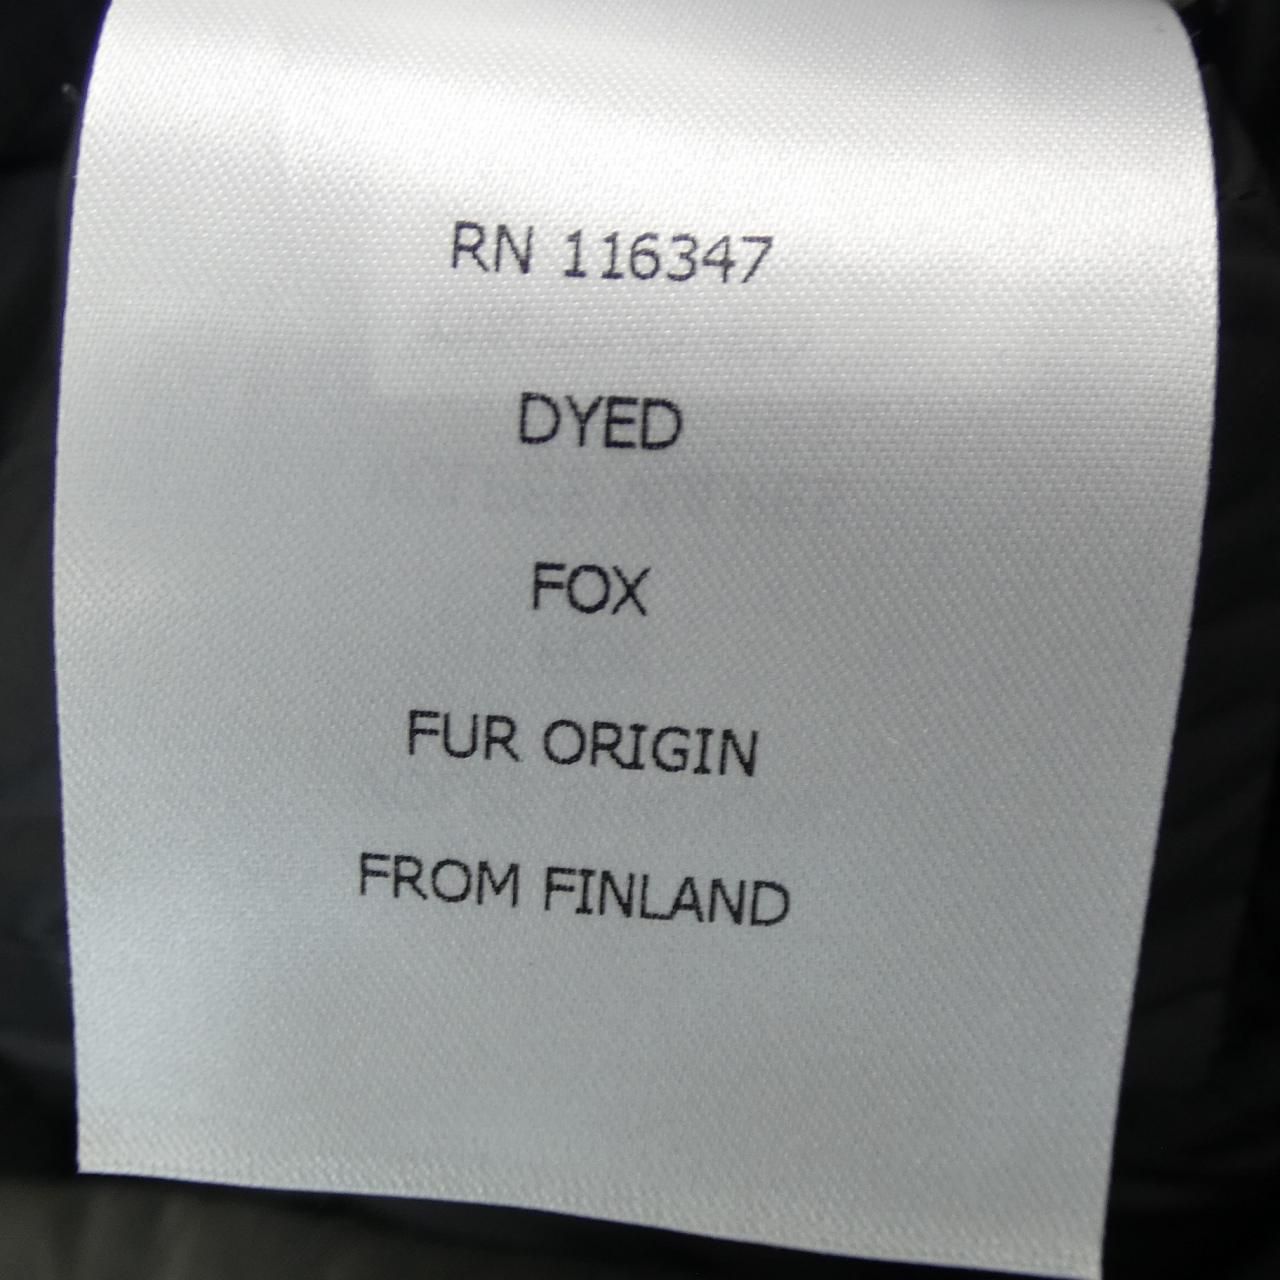 RN 116347
DYED
FOX
FUR ORIGIN
FROM FINLAND